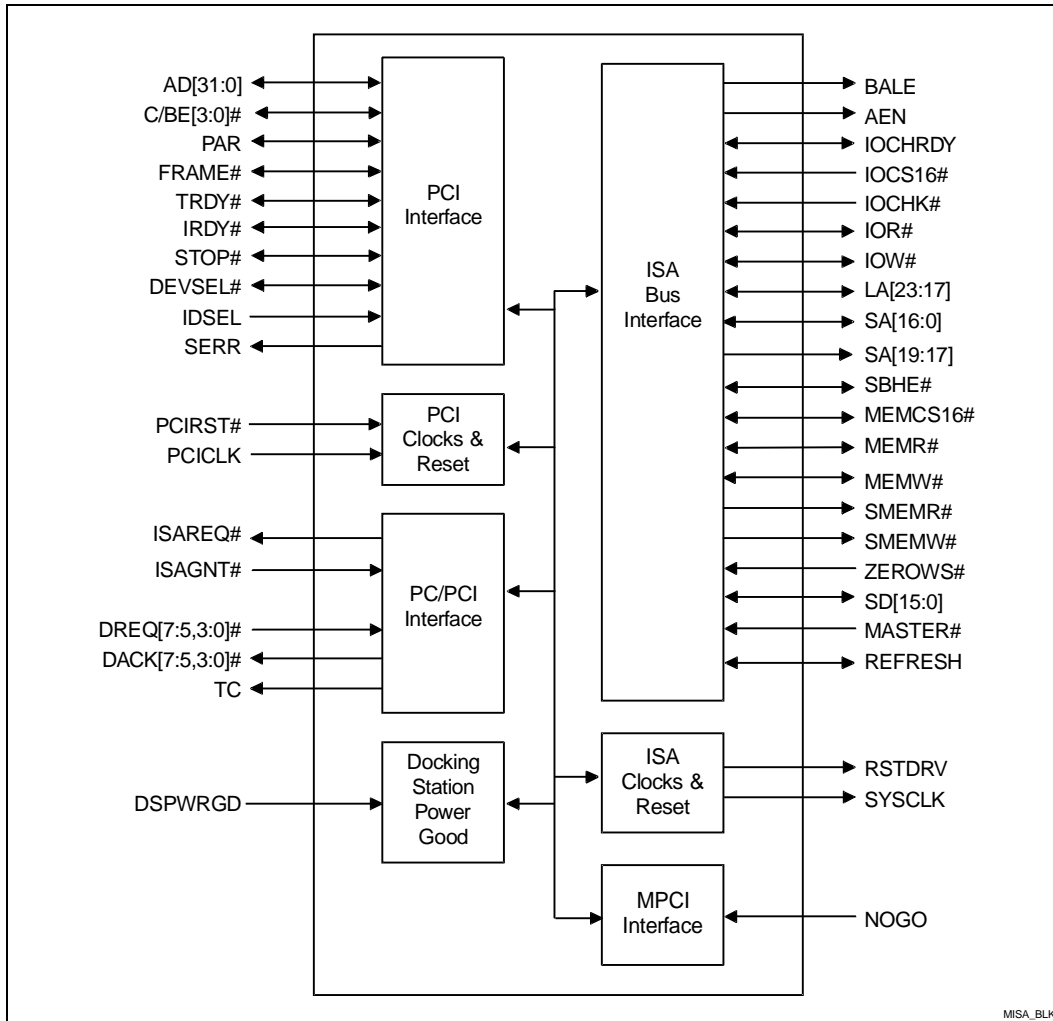 AD[31:0]
C/BE[3:0]#
PAR
FRAME#
TRDY#
IRDY#
STOP#
DEVSEL#
IDSEL
SERR
PCI
Interface
PCIRST#
PCICLK
PCI
Clocks &
Reset
ISAREQ#
ISAGNT#
DREQ[7:5,3:0]#
DACK[7:5,3:0]#
TC
PC/PCI
Interface
DSPWRGD
Docking
Station
Power
Good
ISA
Bus
Interface
BALE
AEN
IOCHRDY
IOCS16#
IOCHK#
IOR#
IOW#
LA[23:17]
SA[16:0]
SA[19:17]
SBHE#
MEMCS16#
MEMR#
MEMW#
SMEMR#
SMEMW#
ZEROWS#
SD[15:0]
MASTER#
REFRESH
ISA
Clocks &
Reset
RSTDRV
SYSCLK
MPCI
Interface
NOGO
MISA_BLK